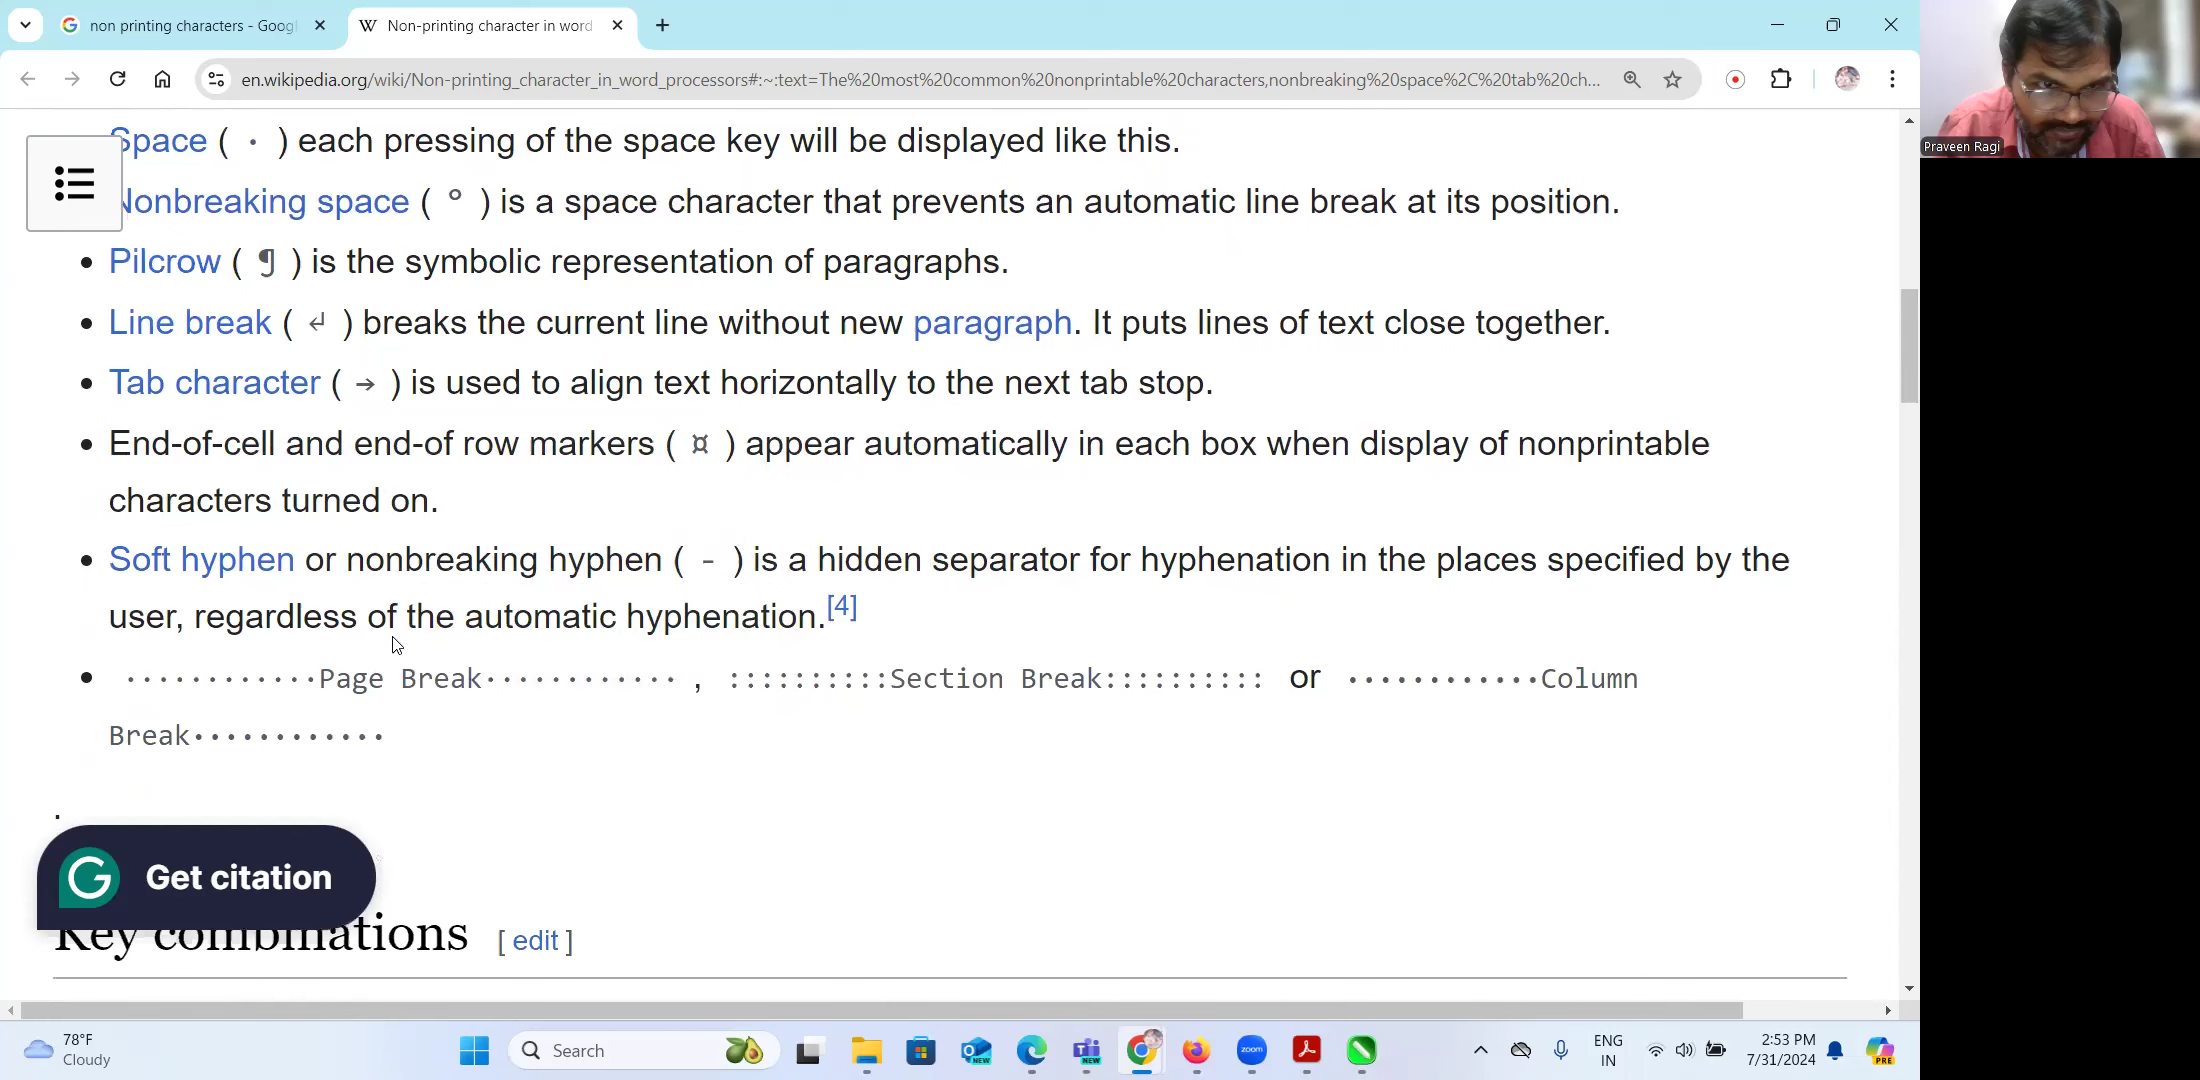 non printing characters - Goog
Non-printing character in word
en.wikipedia.org/wiki/Non-printing_character_in_word_processors#:~:text=The%20most%20common%20nonprintable%20characters,nonbreaking%20space%2C%20tab%20ch...
Praveen Ragi
Space ( · ) each pressing of the space key will be displayed like this.
Nonbreaking space ( ° ) is a space character that prevents an automatic line break at its position.
• Pilcrow ( ¶ ) is the symbolic representation of paragraphs.
• Line break ( ↵ ) breaks the current line without new paragraph. It puts lines of text close together.
• Tab character ( → ) is used to align text horizontally to the next tab stop.
• End-of-cell and end-of row markers ( ¤ ) appear automatically in each box when display of nonprintable
characters turned on.
• Soft hyphen or nonbreaking hyphen ( - ) is a hidden separator for hyphenation in the places specified by the
user, regardless of the automatic hyphenation.[4]
• ············Page Break············ , ::::::::::Section Break:::::::::: or ············Column
Break············
.
Get citation
Key combinations [ edit ]
78°F
Cloudy
Search
NEW
NEW
zoom
ENG
IN
2:53 PM
7/31/2024
PRE